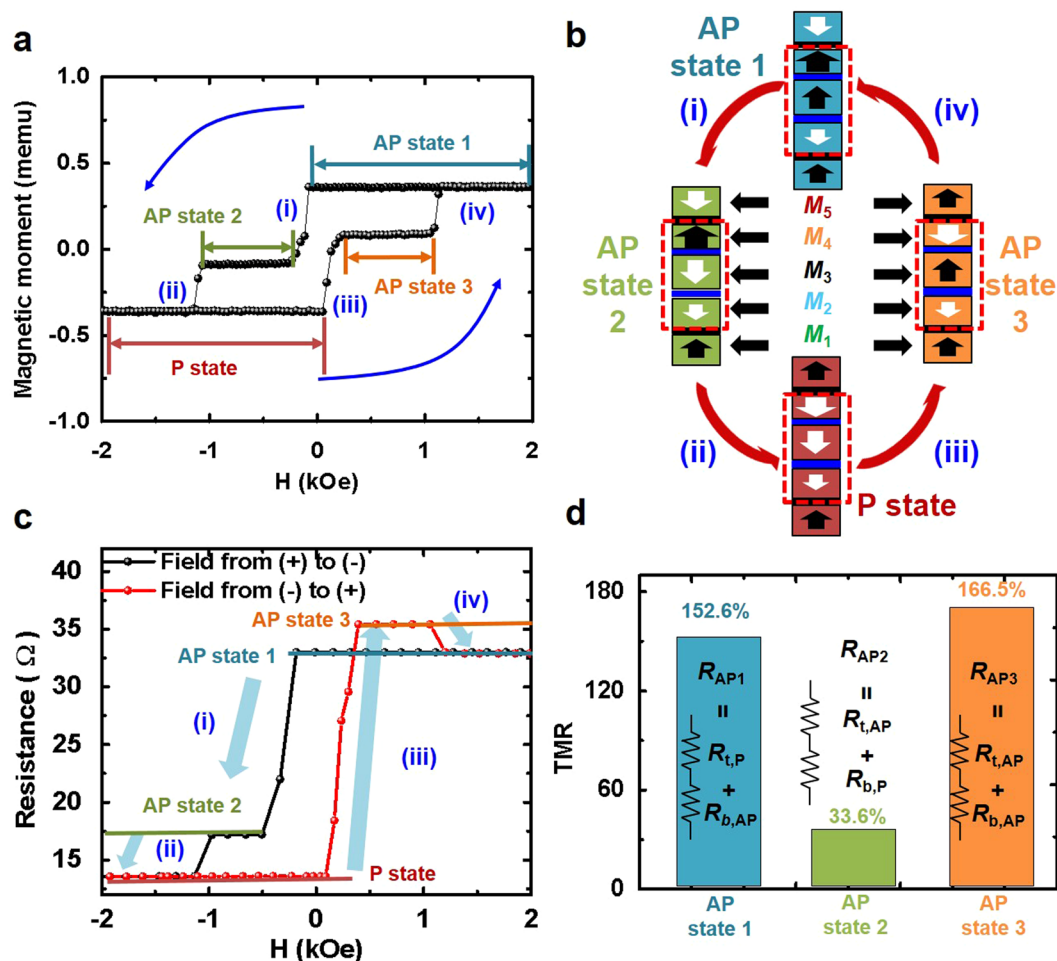 a
Magnetic moment (memu)
1.0
0.5
0.0
-0.5
-1.0
AP state 1
AP state 2
(i)
(iv)
(ii)
(iii)
AP state 3
P state
-2
-1
0
1
2
H (kOe)
b
AP
state 1
(i)
(iv)
AP
state
2
M5
M4
M3
M2
M1
AP
state
3
(ii)
(iii)
P state
c
Resistance ( Ω )
40
35
30
25
20
15
Field from (+) to (-)
Field from (-) to (+)
AP state 3
(iv)
AP state 1
(i)
(iii)
AP state 2
(ii)
P state
-2
-1
0
1
2
H (kOe)
d
TMR
180
120
60
0
152.6%
RAP1
=
Rt,P
+
Rb,AP
RAP2
=
Rt,AP
+
Rb,P
33.6%
166.5%
RAP3
=
Rt,AP
+
Rb,AP
AP
state 1
AP
state 2
AP
state 3